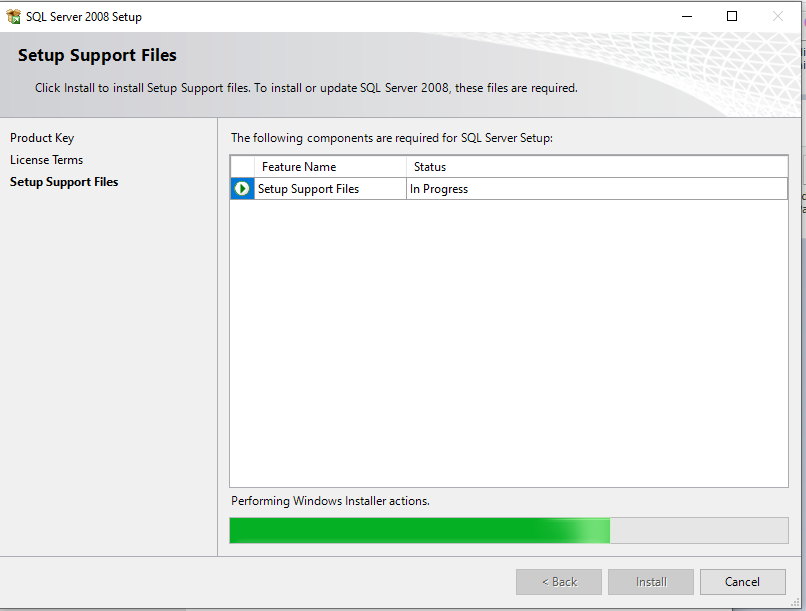 SQL Server 2008 Setup
Setup Support Files
Click Install to install Setup Support files. To install or update SQL Server 2008, these files are required.
Product Key
License Terms
Setup Support Files
The following components are required for SQL Server Setup:
Feature Name Status
Setup Support Files In Progress
Performing Windows Installer actions.
< Back Install Cancel